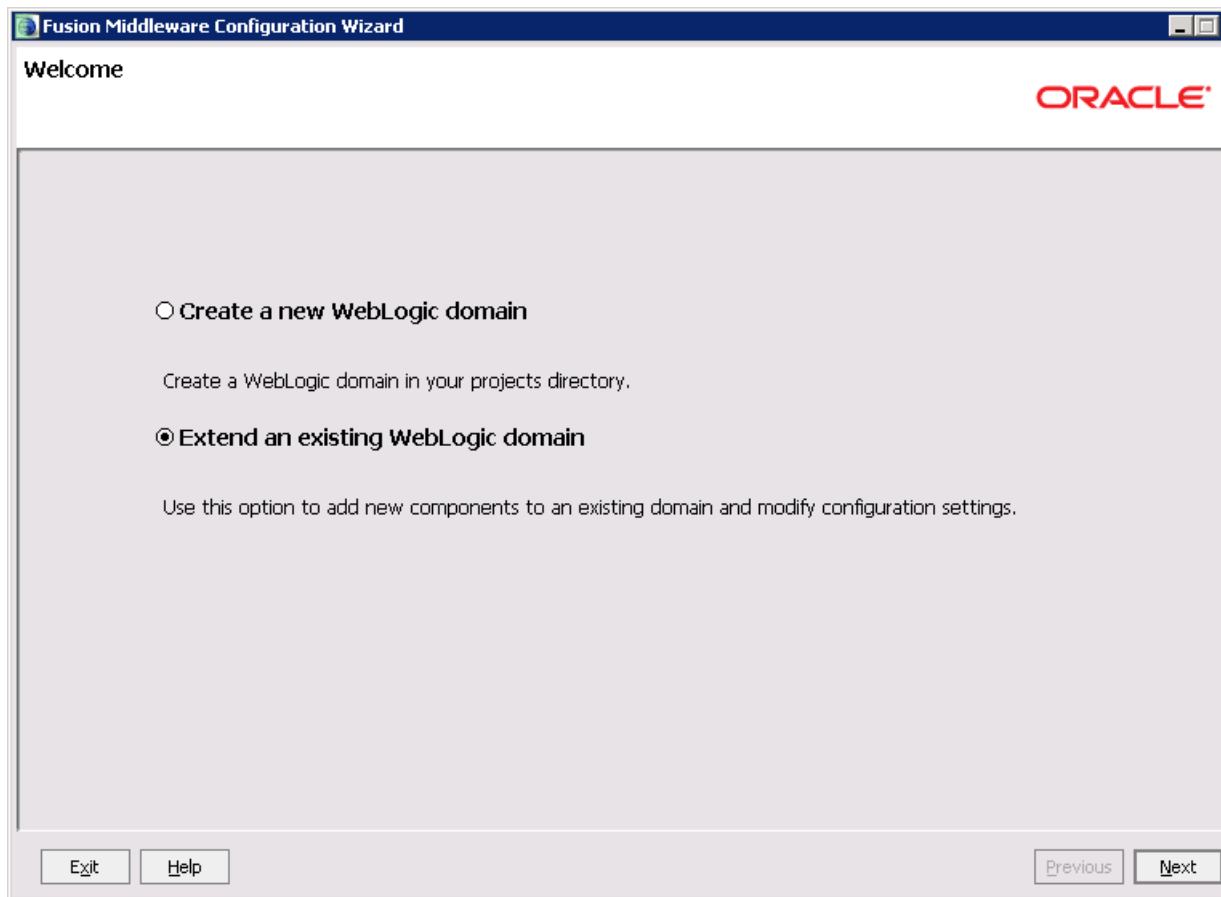 Fusion Middleware Configuration Wizard
Welcome
ORACLE
Create a new WebLogic domain
Create a WebLogic domain in your projects directory.
Extend an existing WebLogic domain
Use this option to add new components to an existing domain and modify configuration settings.
Exit Help Previous Next